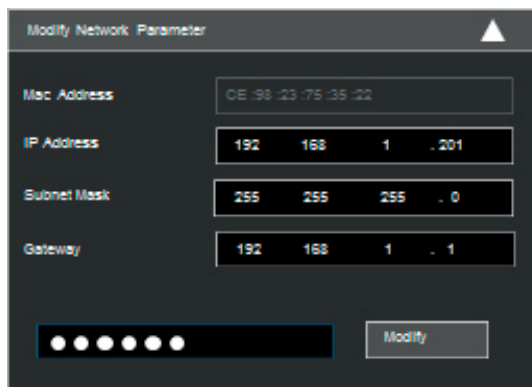 Modify Network Parameter
Mac Address CE :98 :23 :75 :35 :22
IP Address 192 168 1 . 201
Subnet Mask 255 255 255 . 0
Gateway 192 168 1 . 1
Modify